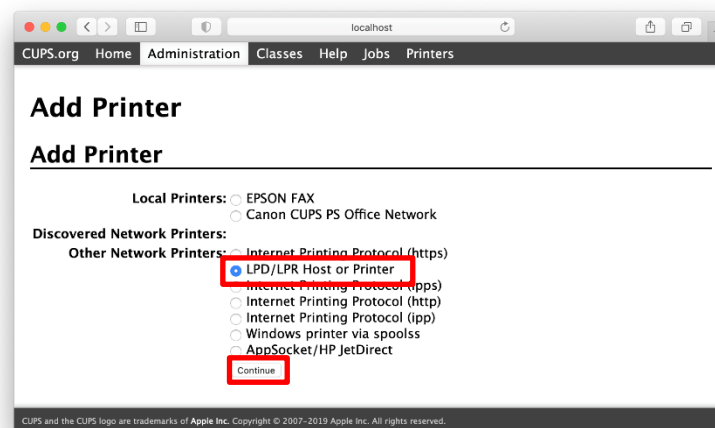 localhost
CUPS.org Home Administration Classes Help Jobs Printers
Add Printer
Add Printer
Local Printers: EPSON FAX
Canon CUPS PS Office Network
Discovered Network Printers:
Other Network Printers: Internet Printing Protocol (https)
LPD/LPR Host or Printer
Internet Printing Protocol (ipps)
Internet Printing Protocol (http)
Internet Printing Protocol (ipp)
Windows printer via spoolss
AppSocket/HP JetDirect
Continue
CUPS and the CUPS logo are trademarks of Apple Inc. Copyright © 2007-2019 Apple Inc. All rights reserved.